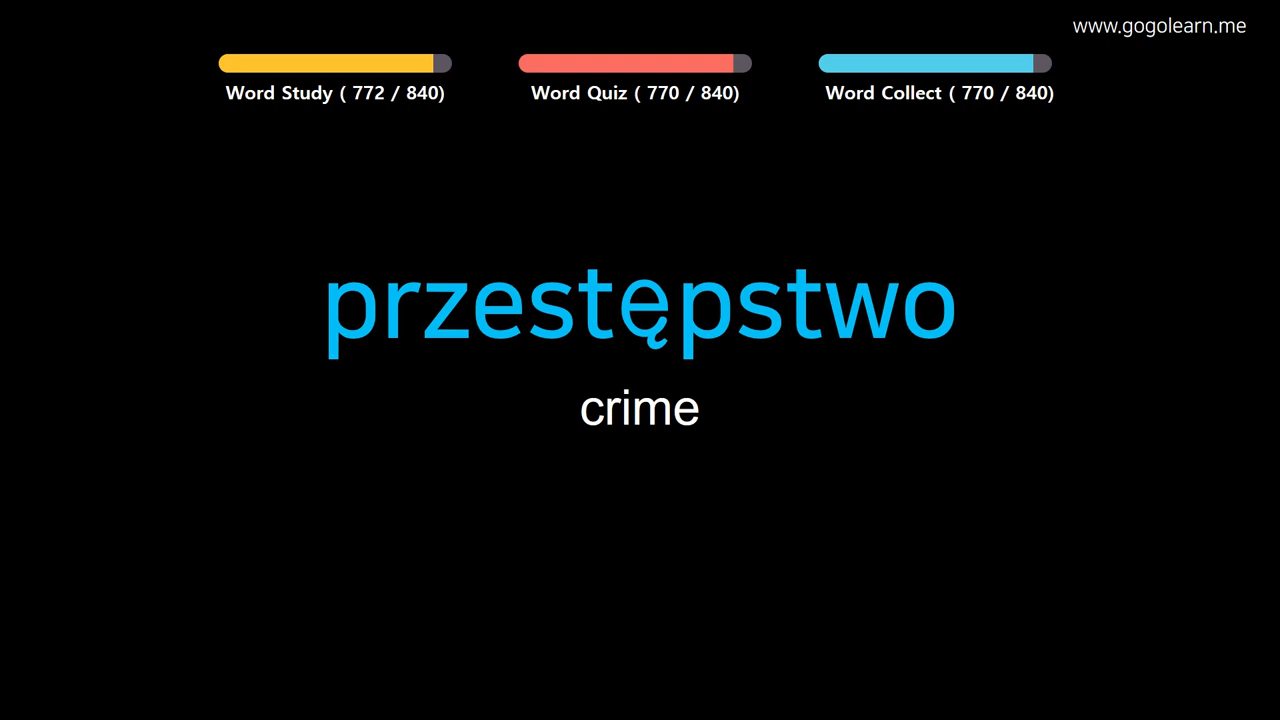 www.gogolearn.me
Word Study ( 772 / 840)
Word Quiz ( 770 / 840)
Word Collect ( 770 / 840)
przestępstwo
crime